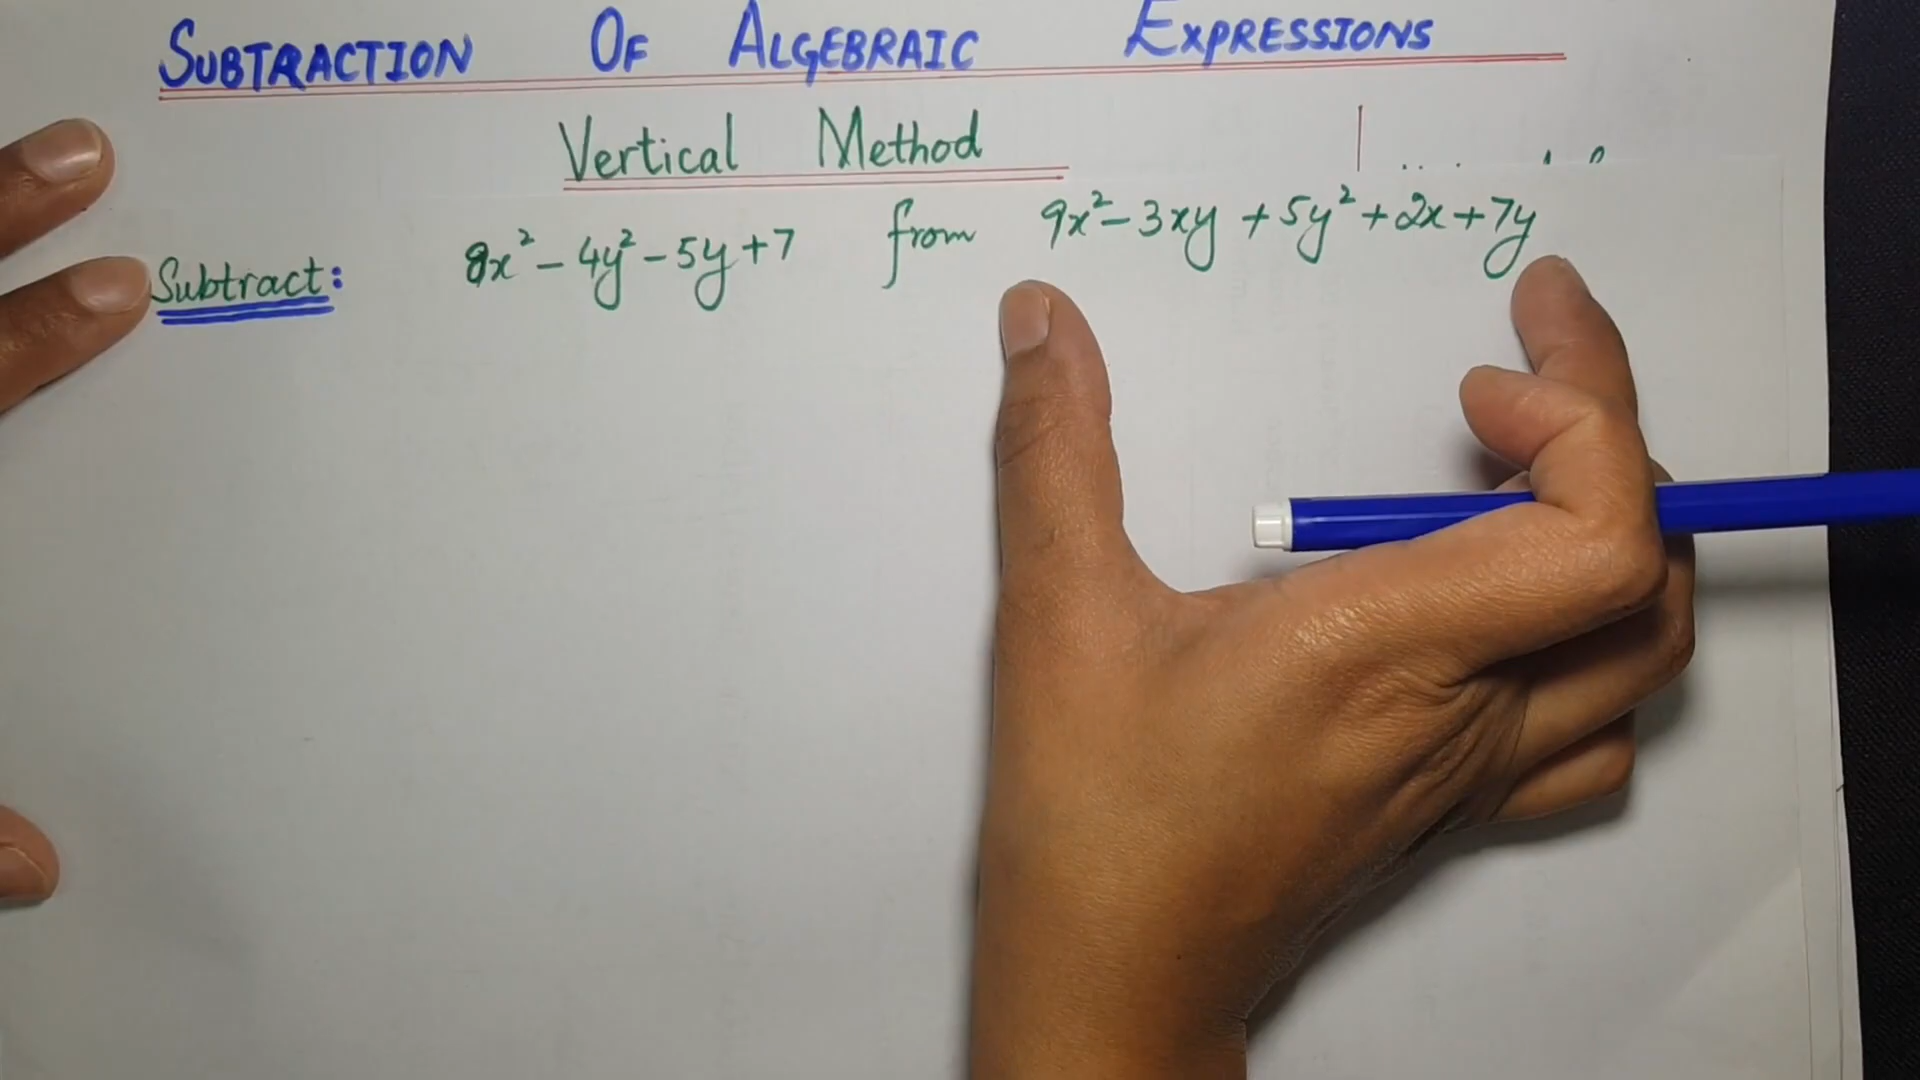 SUBTRACTION OF ALGEBRAIC EXPRESSIONS
Vertical Method
Subtract: 8x² - 4y² - 5y + 7 from 9x² - 3xy + 5y² + 2x + 7y